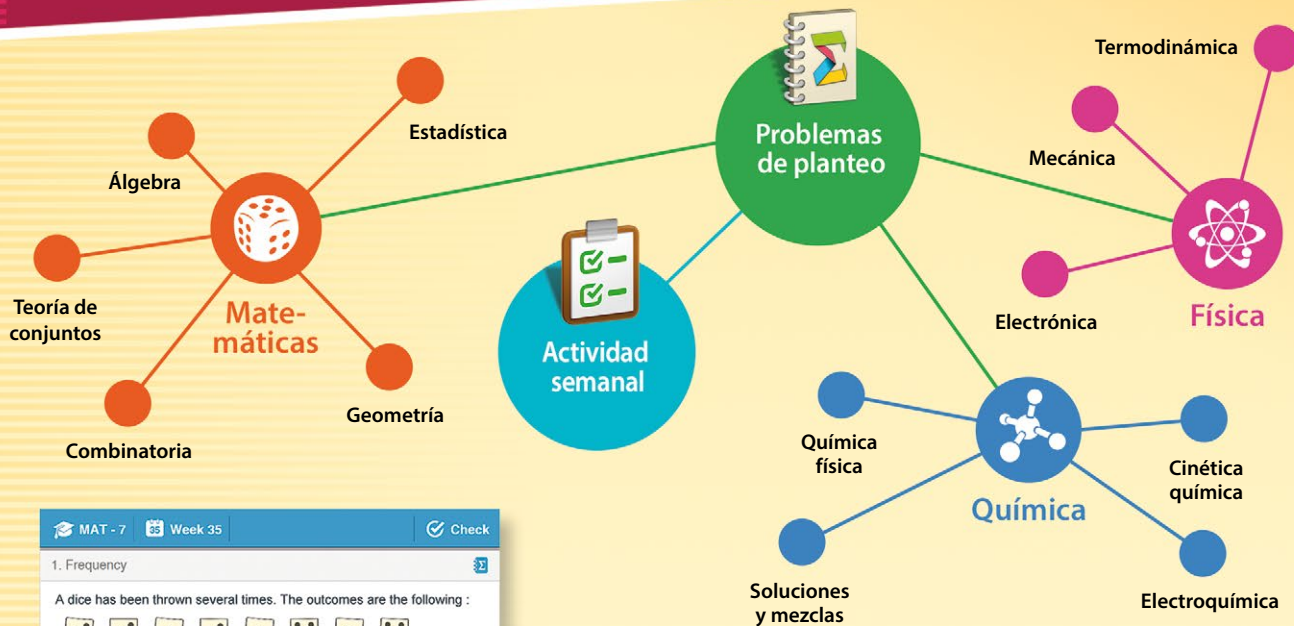 Problemas
de planteo
Actividad
semanal
Mate-
máticas
Estadística
Álgebra
Teoría de
conjuntos
Combinatoria
Geometría
Termodinámica
Mecánica
Electrónica
Física
Química
física
Cinética
química
Química
Soluciones
y mezclas
Electroquímica
MAT - 7
35 Week 35
Check
1. Frequency
Σ
A dice has been thrown several times. The outcomes are the following :